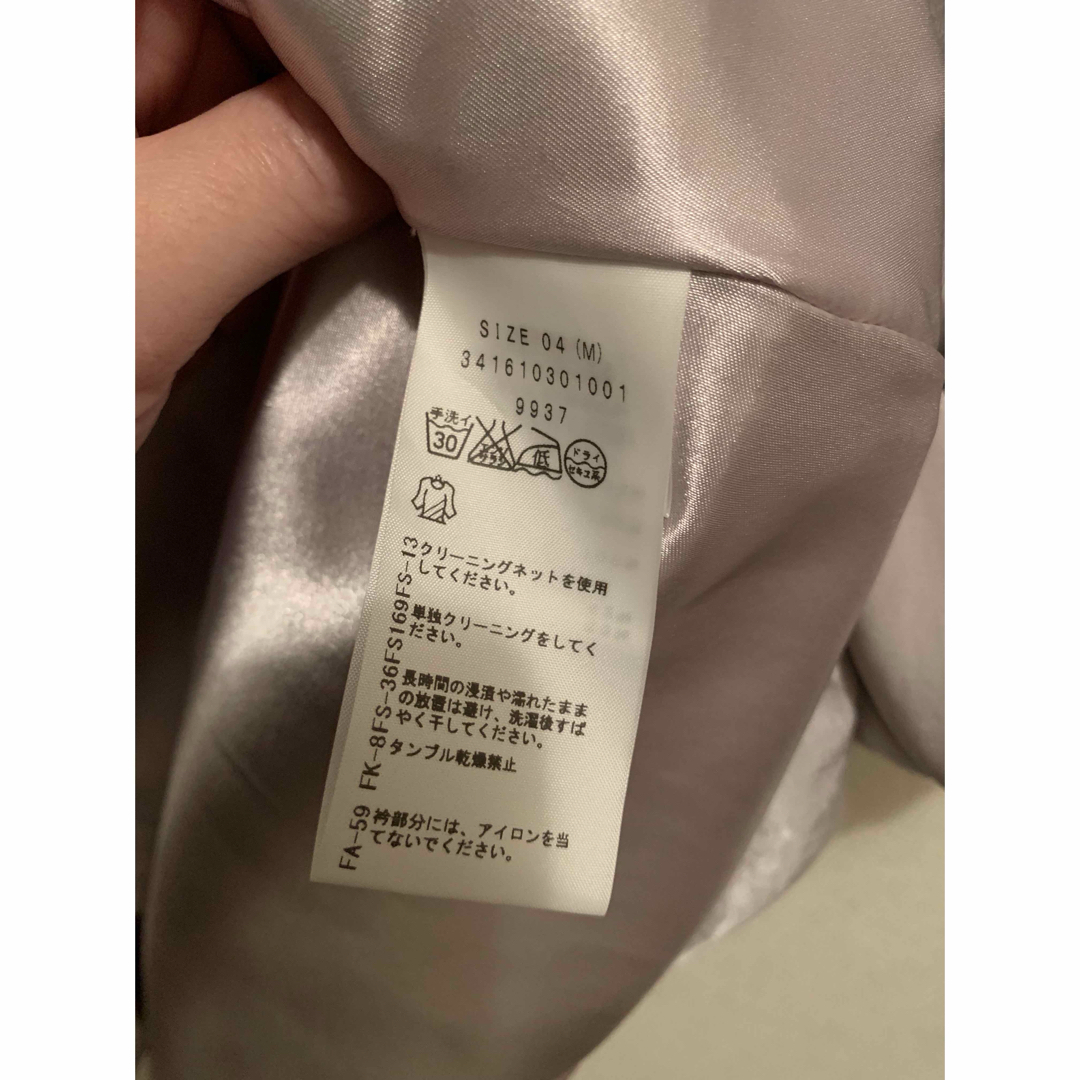 SIZE 04 (M)
341610301001
9937
手洗イ
30
エンソ
サラシ
低
ドライ
セキユ系
クリーニングネットを使用
してください。
単独クリーニングをしてく
ださい。
長時間の浸漬や濡れたまま
の放置は避け、洗濯後すば
やく干してください。
タンブル乾燥禁止
衿部分には、アイロンを当
てないでください。
FA-59 FK-8FS-36FS169FS-13